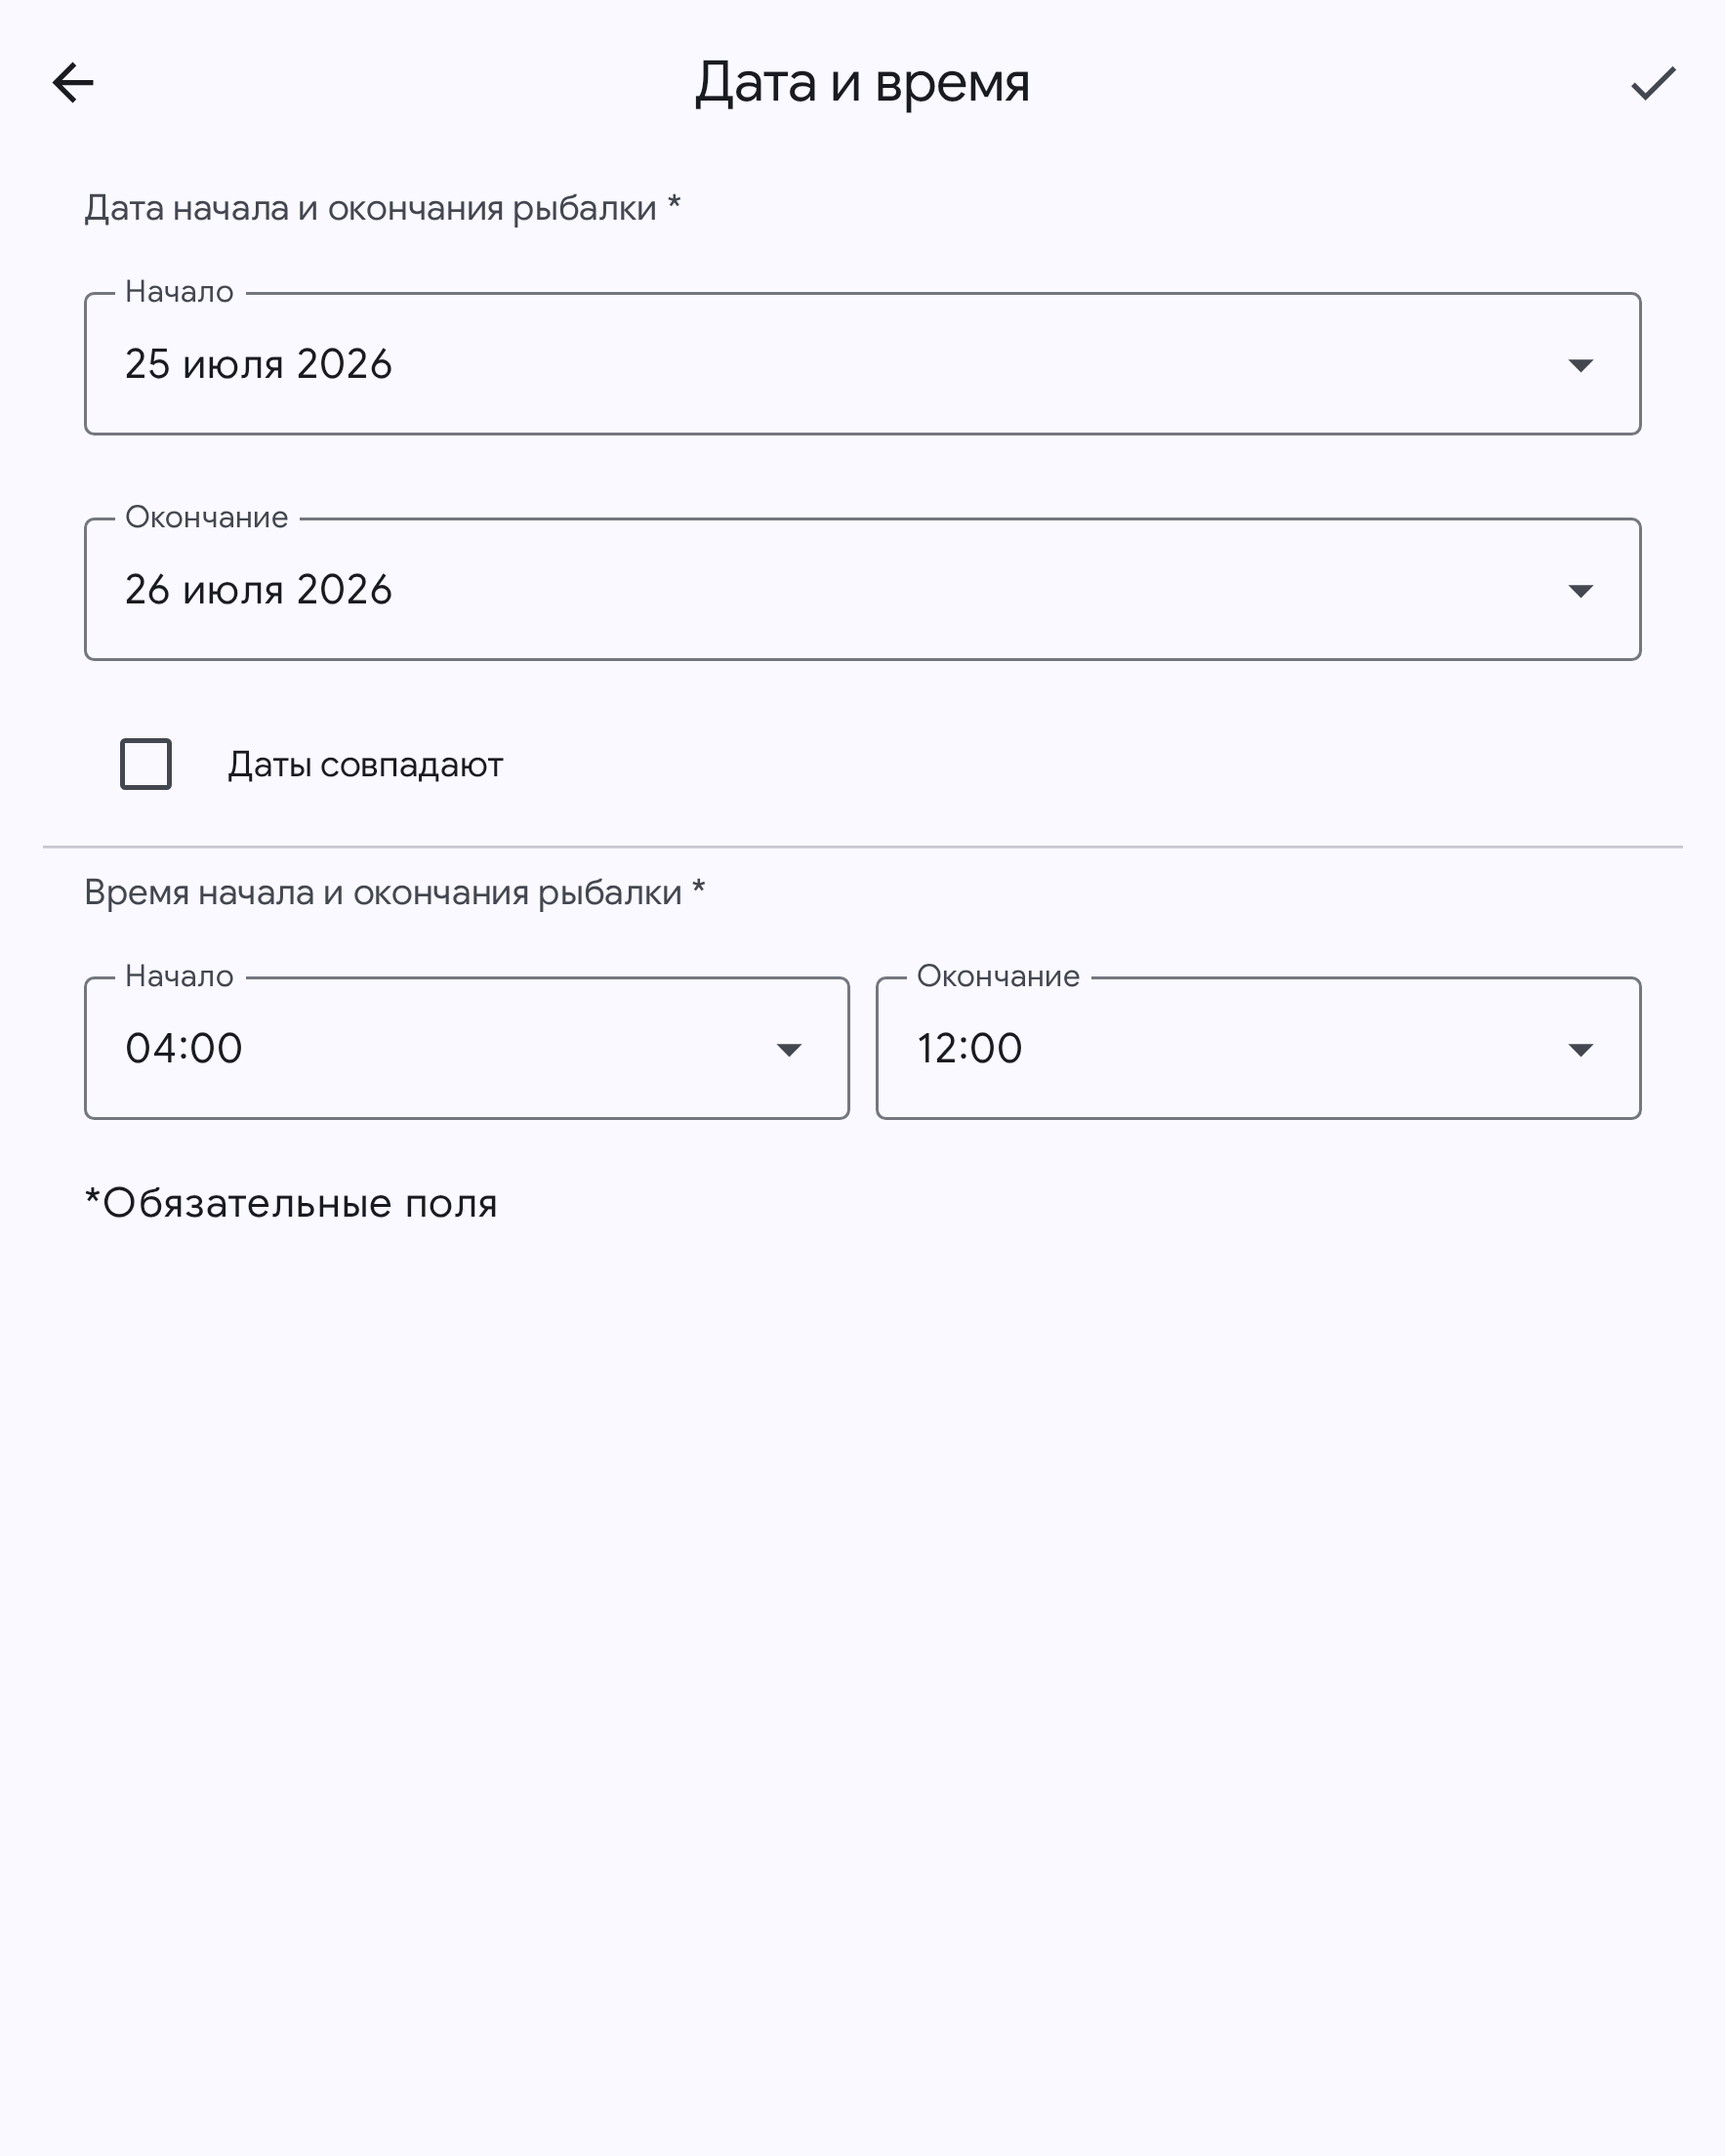 Дата и время
Дата начала и окончания рыбалки *
Начало
25 июля 2026
Окончание
26 июля 2026
Даты совпадают
Время начала и окончания рыбалки *
Начало
04:00
Окончание
12:00
*Обязательные поля